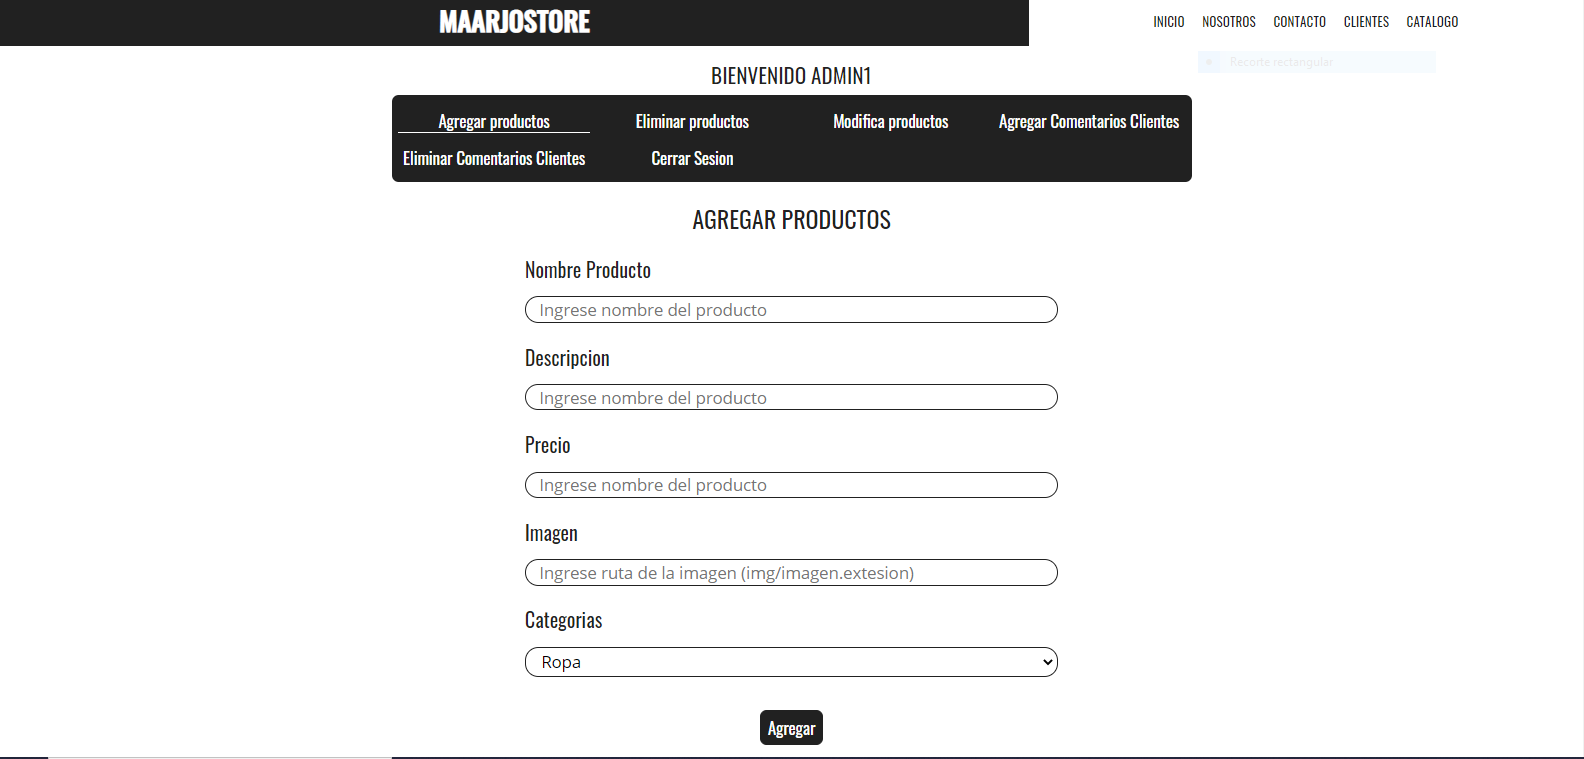 MAARJOSTORE
INICIO NOSOTROS CONTACTO CLIENTES CATALOGO
Recorte rectangular
BIENVENIDO ADMIN1
Agregar productos Eliminar productos Modifica productos Agregar Comentarios Clientes
Eliminar Comentarios Clientes Cerrar Sesion
AGREGAR PRODUCTOS
Nombre Producto
Ingrese nombre del producto
Descripcion
Ingrese nombre del producto
Precio
Ingrese nombre del producto
Imagen
Ingrese ruta de la imagen (img/imagen.extesion)
Categorias
Ropa
Agregar